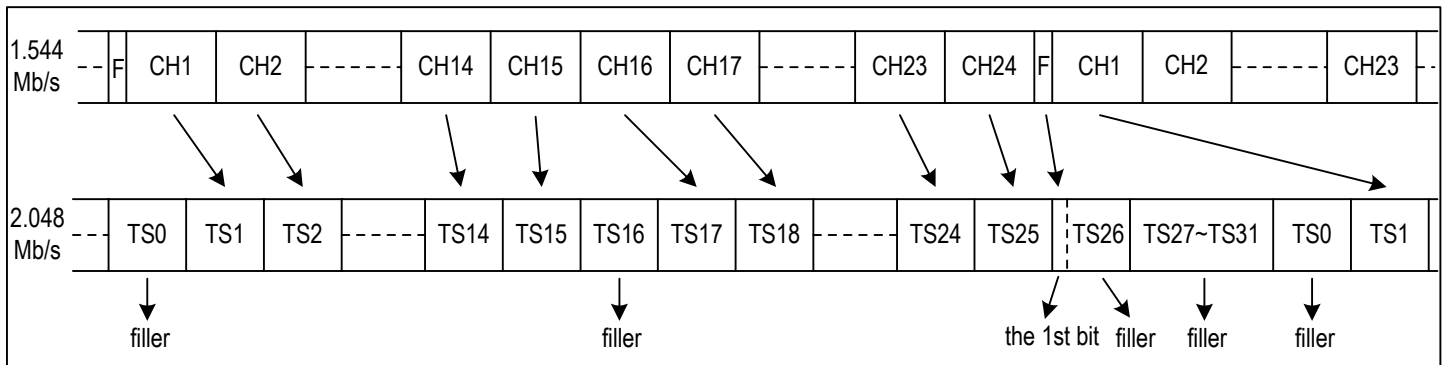 1.544
Mb/s
F CH1 CH2 CH14 CH15 CH16 CH17 CH23 CH24 F CH1 CH2 CH23
2.048
Mb/s
TS0 TS1 TS2 TS14 TS15 TS16 TS17 TS18 TS24 TS25 TS26 TS27~TS31 TS0 TS1
filler filler the 1st bit filler filler filler